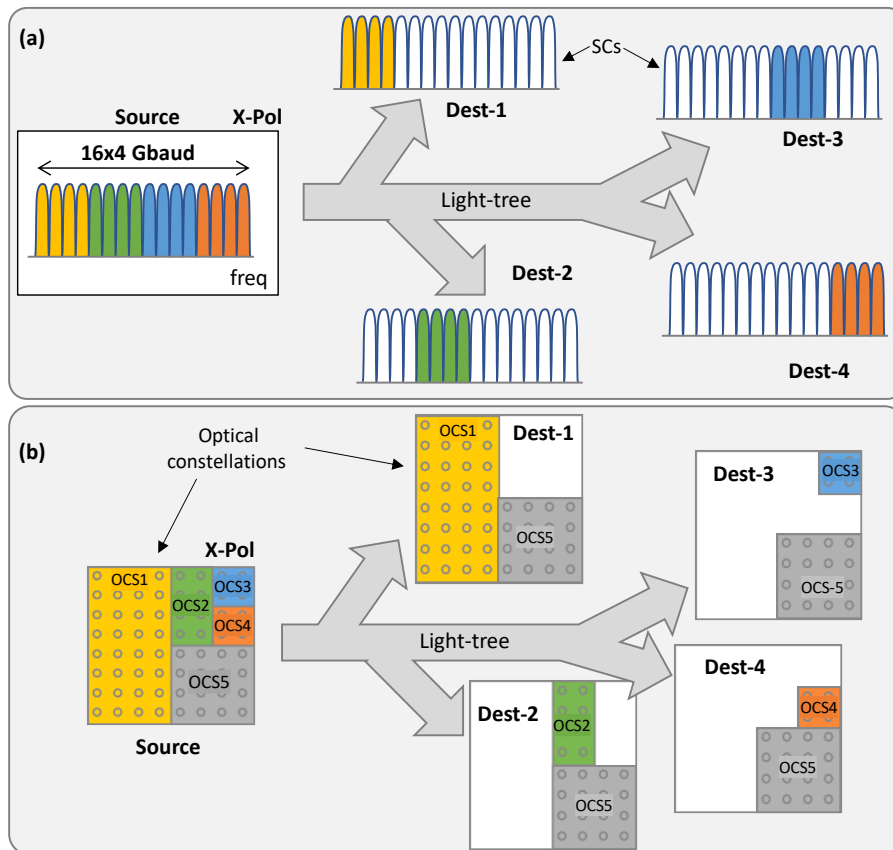 (a)
Source
X-Pol
16x4 Gbaud
freq
Dest-1
SCs
Dest-3
Light-tree
Dest-2
Dest-4
(b)
Optical
constellations
X-Pol
OCS1
OCS2
OCS3
OCS4
OCS5
Source
OCS1
Dest-1
OCS5
Dest-3
OCS3
OCS-5
Light-tree
Dest-2
OCS2
OCS5
Dest-4
OCS4
OCS5